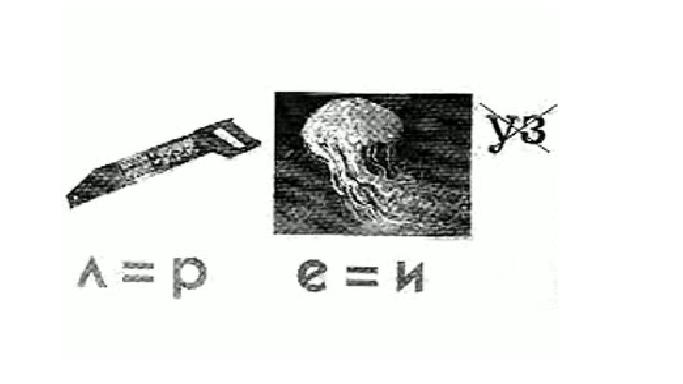 уз
л = р е = и